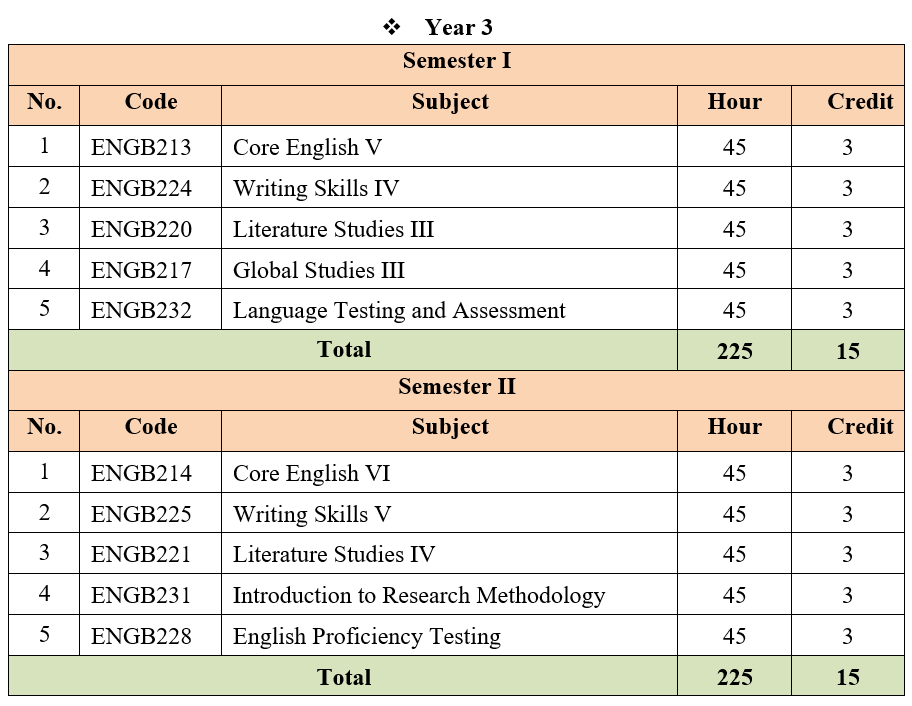 ❖ Year 3
Semester I
No. Code Subject Hour Credit
1 ENGB213 Core English V 45 3
2 ENGB224 Writing Skills IV 45 3
3 ENGB220 Literature Studies III 45 3
4 ENGB217 Global Studies III 45 3
5 ENGB232 Language Testing and Assessment 45 3
Total 225 15
Semester II
No. Code Subject Hour Credit
1 ENGB214 Core English VI 45 3
2 ENGB225 Writing Skills V 45 3
3 ENGB221 Literature Studies IV 45 3
4 ENGB231 Introduction to Research Methodology 45 3
5 ENGB228 English Proficiency Testing 45 3
Total 225 15